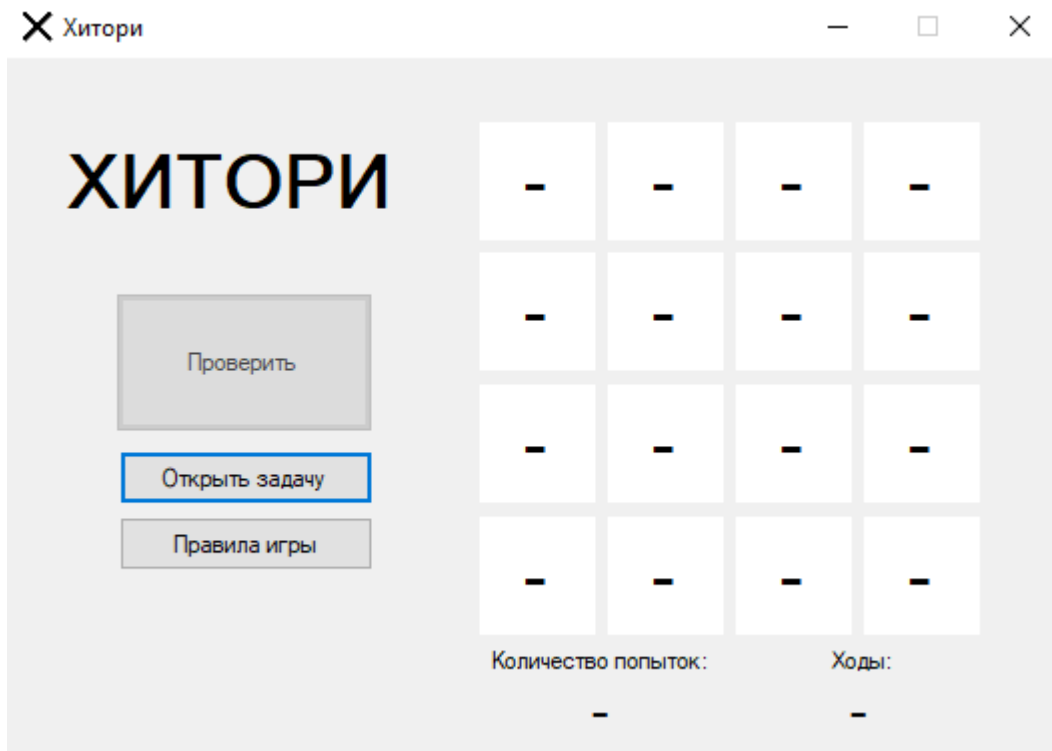 Хитори
ХИТОРИ
Проверить
Открыть задачу
Правила игры
- - - -
- - - -
- - - -
- - - -
Количество попыток: Ходы:
- -